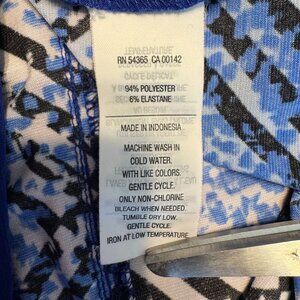 RN 54365 CA 00142
94% POLYESTER
6% ELASTANE
MADE IN INDONESIA
MACHINE WASH IN
COLD WATER.
WITH LIKE COLORS.
GENTLE CYCLE.
ONLY NON-CHLORINE
BLEACH WHEN NEEDED.
TUMBLE DRY LOW.
GENTLE CYCLE.
IRON AT LOW TEMPERATURE